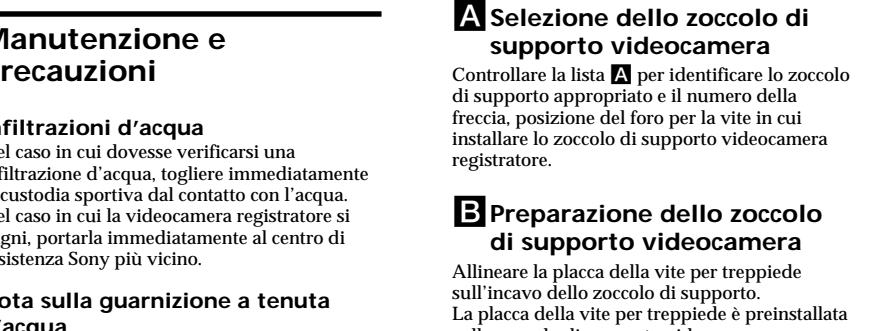 Manutenzione e
recauzioni
filtrazioni d'acqua
el caso in cui dovesse verificarsi una
filtrazione d'acqua, togliere immediatamente
custodia sportiva dal contatto con l'acqua.
el caso in cui la videocamera registratore si
gni, portarla immediatamente al centro di
sistenza Sony più vicino.
ota sulla guarnizione a tenuta
'acqua
A Selezione dello zoccolo di
supporto videocamera
Controllare la lista A per identificare lo zoccolo
di supporto appropriato e il numero della
freccia, posizione del foro per la vite in cui
installare lo zoccolo di supporto videocamera
registratore.
B Preparazione dello zoccolo
di supporto videocamera
Allineare la placca della vite per treppiede
sull'incavo dello zoccolo di supporto.
La placca della vite per treppiede è preinstallata